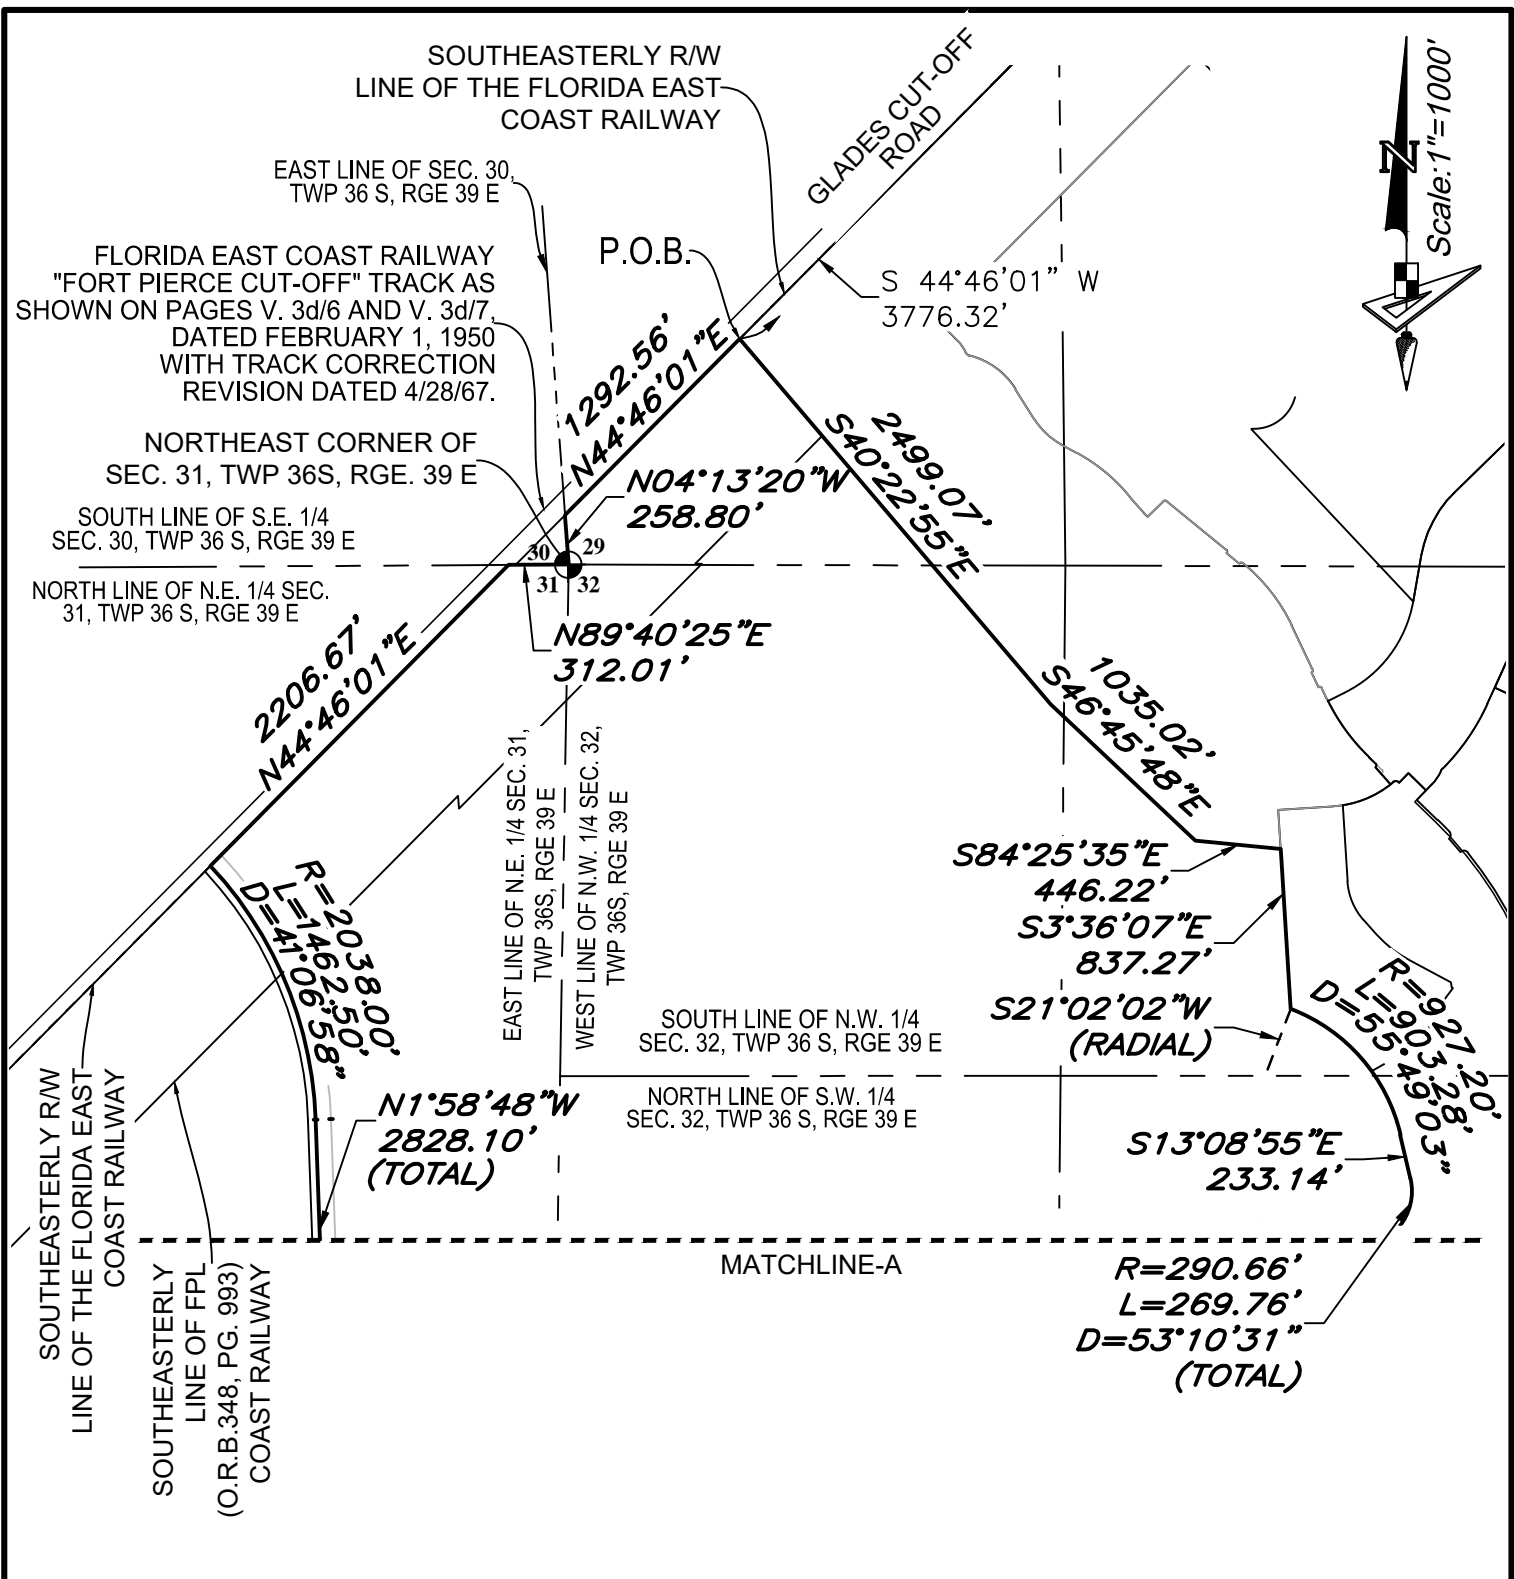 SOUTHEASTERLY R/W
LINE OF THE FLORIDA EAST
COAST RAILWAY
GLADES CUT-OFF
ROAD
N
Scale:1"=1000'
EAST LINE OF SEC. 30,
TWP 36 S, RGE 39 E
P.O.B.
S 44°46'01" W
3776.32'
FLORIDA EAST COAST RAILWAY
"FORT PIERCE CUT-OFF" TRACK AS
SHOWN ON PAGES V. 3d/6 AND V. 3d/7,
DATED FEBRUARY 1, 1950
WITH TRACK CORRECTION
REVISION DATED 4/28/67.
1292.56'
N44°46'01"E
NORTHEAST CORNER OF
SEC. 31, TWP 36S, RGE. 39 E
N04°13'20"W
258.80'
2499.07'
S40°22'55"E
SOUTH LINE OF S.E. 1/4
SEC. 30, TWP 36 S, RGE 39 E
30
29
31
32
NORTH LINE OF N.E. 1/4 SEC.
31, TWP 36 S, RGE 39 E
N89°40'25"E
312.01'
2206.67'
N44°46'01"E
1035.02'
S46°45'48"E
EAST LINE OF N.E. 1/4 SEC. 31,
TWP 36S, RGE 39 E
WEST LINE OF N.W. 1/4 SEC. 32,
TWP 36S, RGE 39 E
S84°25'35"E
446.22'
S3°36'07"E
837.27'
R=2038.00'
L=1462.50'
D=41°06'58"
S21°02'02"W
(RADIAL)
R=927.20'
L=903.28'
D=55°49'03"
SOUTH LINE OF N.W. 1/4
SEC. 32, TWP 36 S, RGE 39 E
NORTH LINE OF S.W. 1/4
SEC. 32, TWP 36 S, RGE 39 E
N1°58'48"W
2828.10'
(TOTAL)
S13°08'55"E
233.14'
SOUTHEASTERLY R/W
LINE OF THE FLORIDA EAST
COAST RAILWAY
MATCHLINE-A
SOUTHEASTERLY
LINE OF FPL
(O.R.B.348, PG. 993)
COAST RAILWAY
R=290.66'
L=269.76'
D=53°10'31"
(TOTAL)